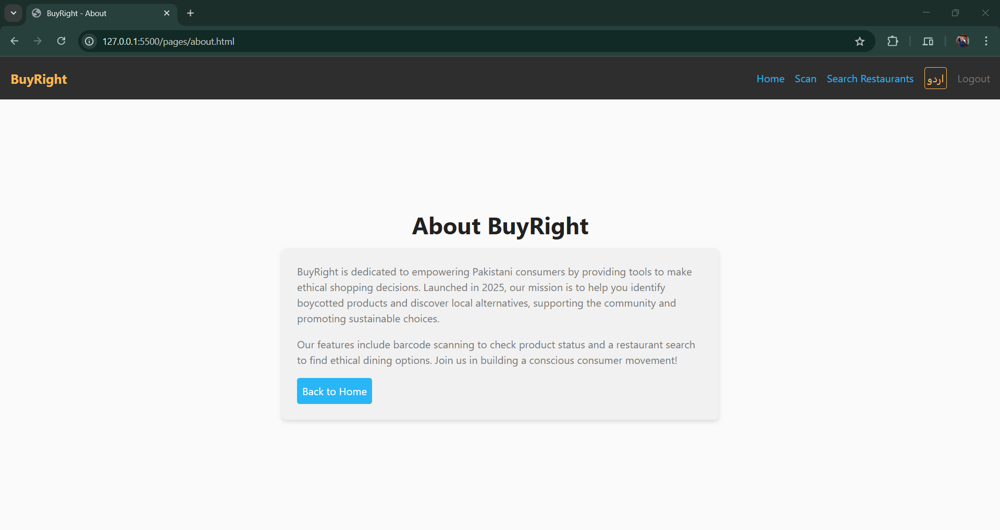 BuyRight - About
127.0.0.1:5500/pages/about.html
BuyRight
Home Scan Search Restaurants اردو Logout
About BuyRight
BuyRight is dedicated to empowering Pakistani consumers by providing tools to make
ethical shopping decisions. Launched in 2025, our mission is to help you identify
boycotted products and discover local alternatives, supporting the community and
promoting sustainable choices.
Our features include barcode scanning to check product status and a restaurant search
to find ethical dining options. Join us in building a conscious consumer movement!
Back to Home